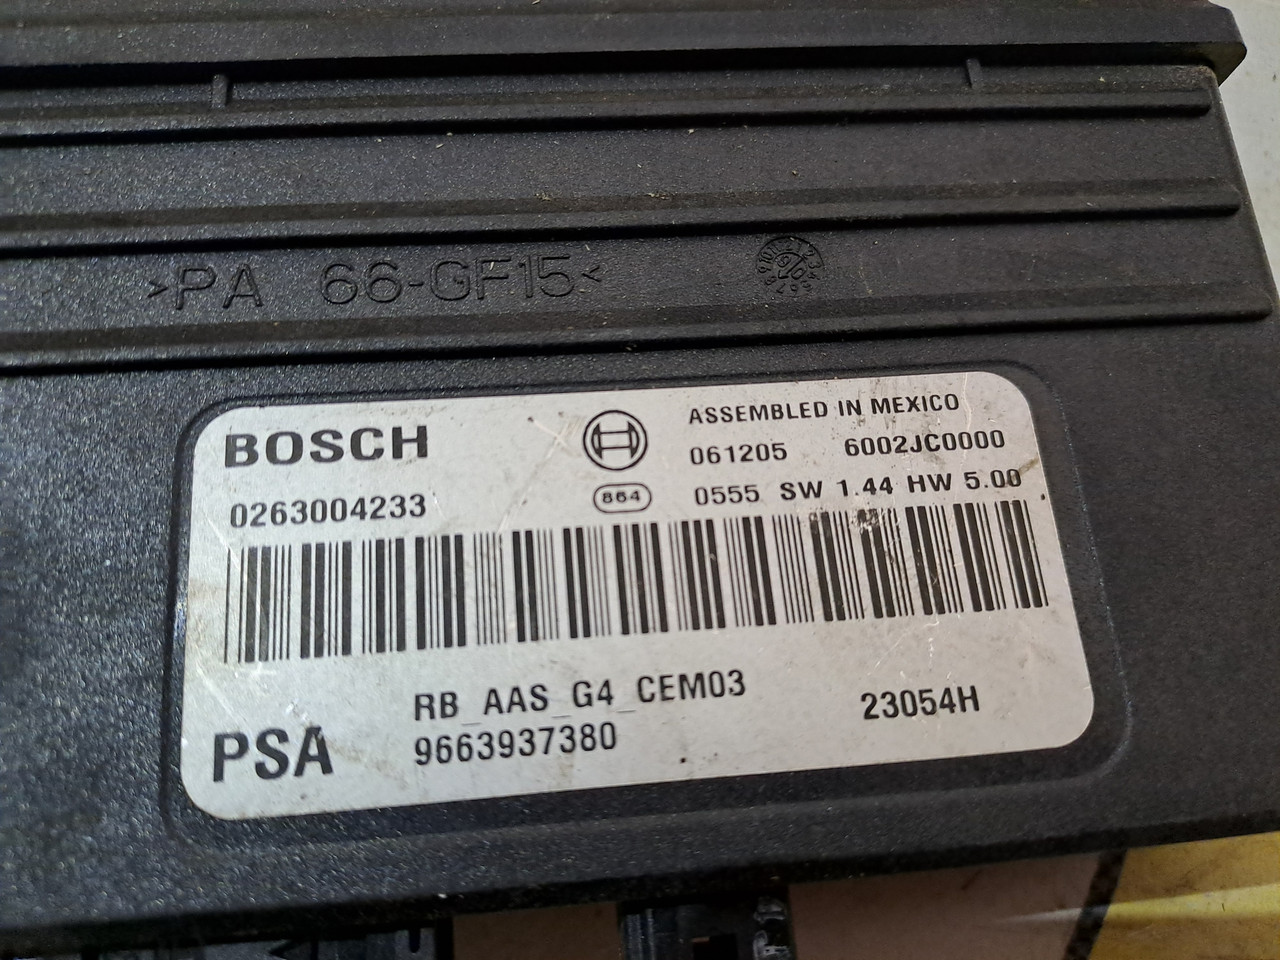 >PA 66-GF15<
BOSCH
ASSEMBLED IN MEXICO
061205 6002JC0000
0263004233
864
0555 SW 1.44 HW 5.00
RB_AAS_G4_CEM03
23054H
PSA
9663937380